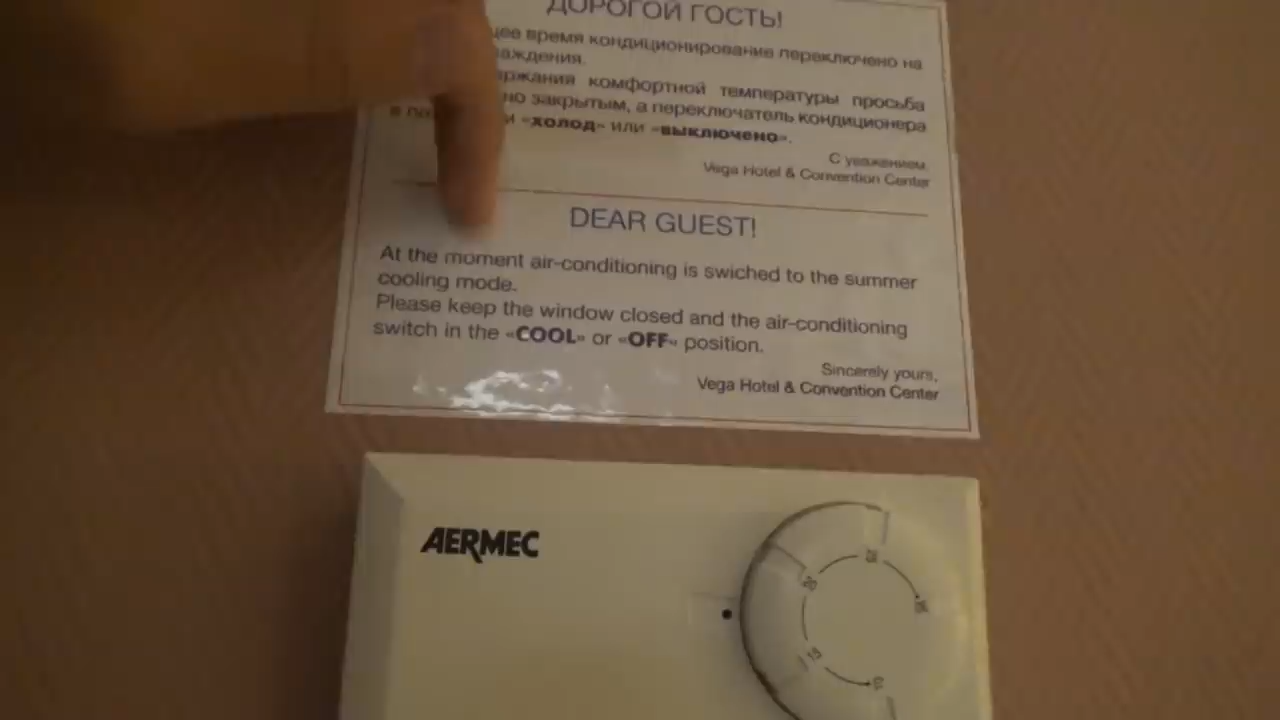 ДОРОГОЙ ГОСТЬ!
время кондиционирование переключено на
комфортной температуры просьба
закрытым, а переключатель кондиционера
«холод» или «выключено».
С уважением,
Vega Hotel & Convention Center
DEAR GUEST!
At the moment air-conditioning is swiched to the summer
cooling mode.
Please keep the window closed and the air-conditioning
switch in the «COOL» or «OFF» position.
Sincerely yours,
Vega Hotel & Convention Center
AERMEC
25
20
15